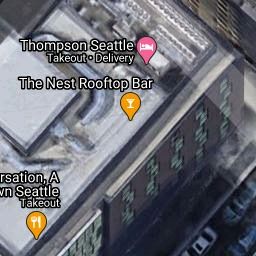 Thompson Seattle
Takeout • Delivery
The Nest Rooftop Bar
rsation, A
wn Seattle
Takeout